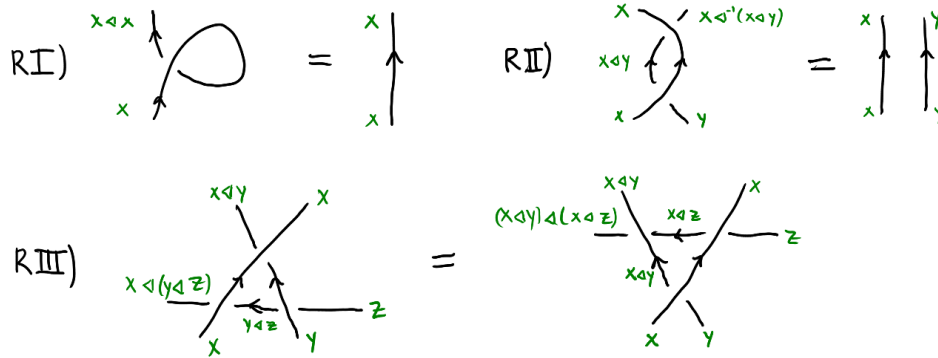 RI) x◃x x = x
x
RII) x x◃⁻¹(x◃y) x◃y x y = x y x y
RIII) x◃y x x◃(y◃z) y◃z z x y = x◃y x (x◃y)◃(x◃z) x◃z z x◃y x y